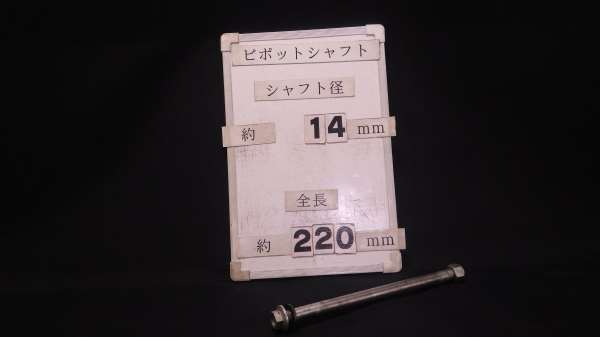 ピポットシャフト
シャフト径
約 14 mm
全長
約 220 mm